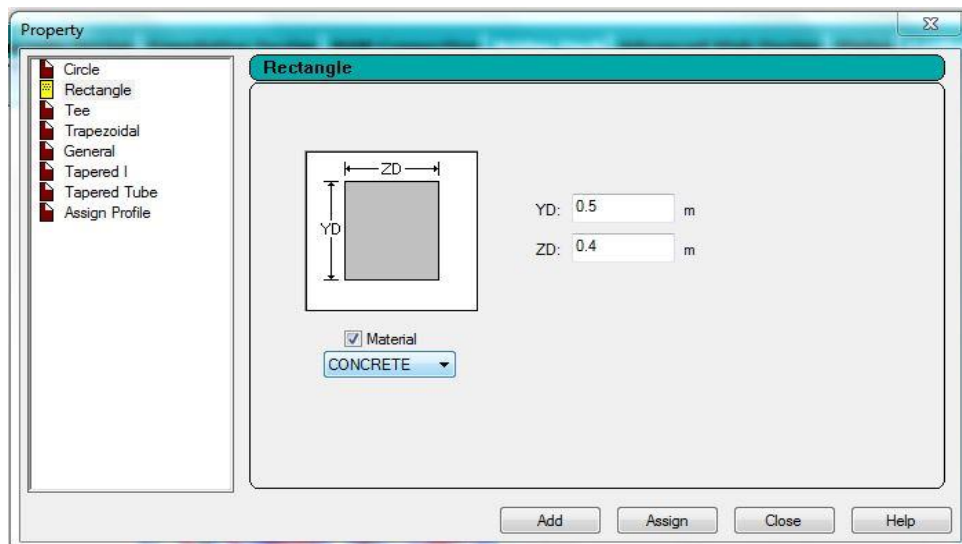 Property
Circle
Rectangle
Tee
Trapezoidal
General
Tapered I
Tapered Tube
Assign Profile
Rectangle
ZD
YD
YD: 0.5 m
ZD: 0.4 m
Material
CONCRETE
Add Assign Close Help